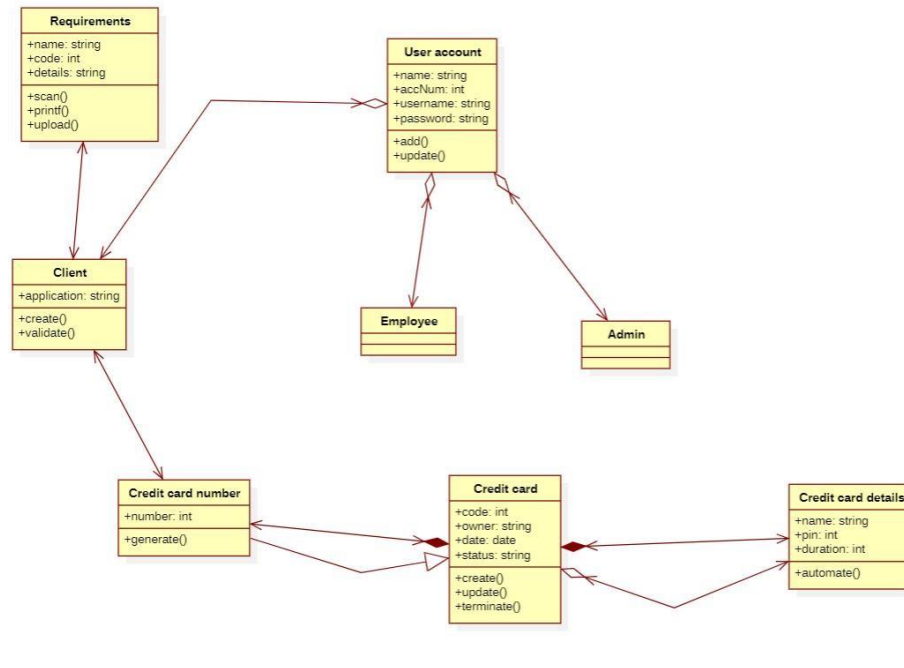 Requirements
+name: string
+code: int
+details: string
+scan()
+printf()
+upload()
User account
+name: string
+accNum: int
+username: string
+password: string
+add()
+update()
Client
+application: string
+create()
+validate()
Employee
Admin
Credit card number
+number: int
+generate()
Credit card
+code: int
+owner: string
+date: date
+status: string
+create()
+update()
+terminate()
Credit card details
+name: string
+pin: int
+duration: int
+automate()